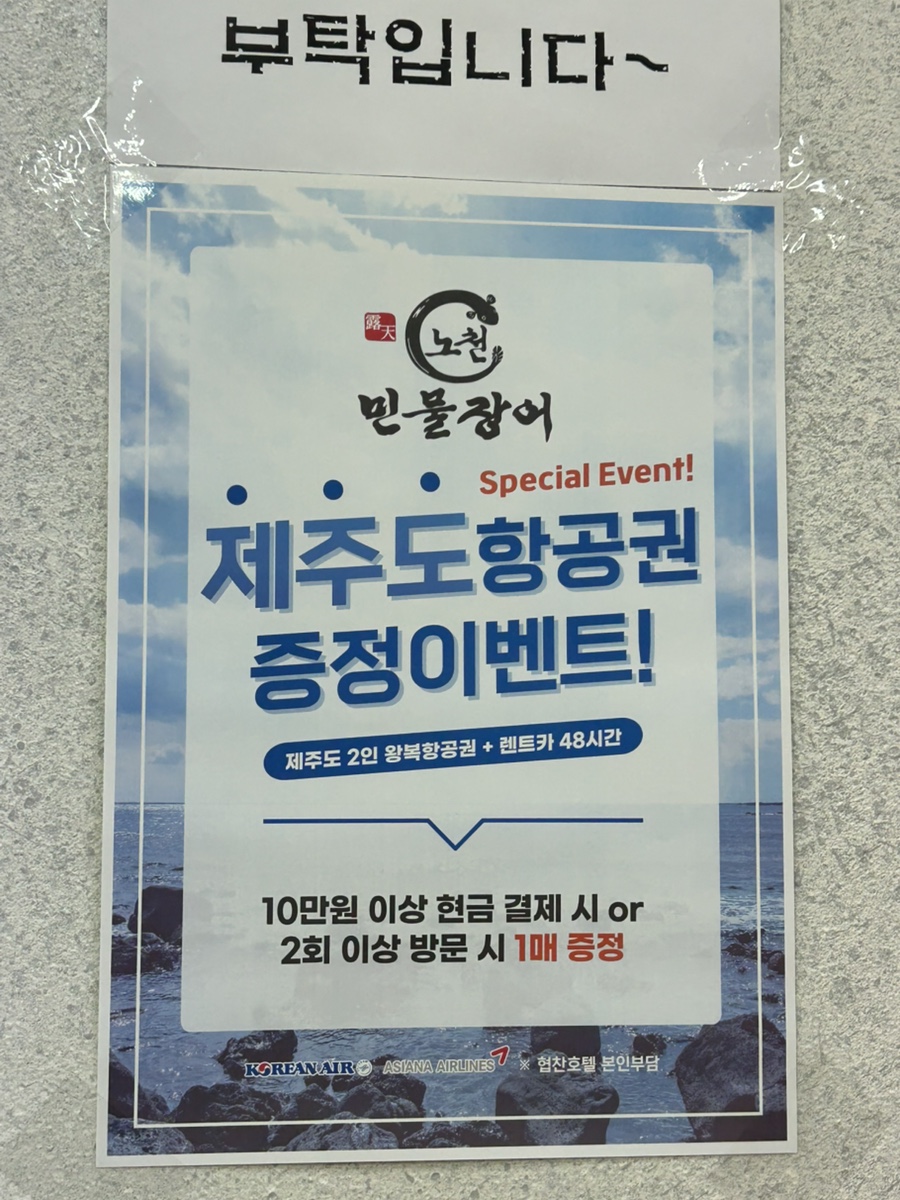 부탁입니다~
露天
노천
민물장어
Special Event!
제주도항공권
증정이벤트!
제주도 2인 왕복항공권 + 렌트카 48시간
10만원 이상 현금 결제 시 or
2회 이상 방문 시 1매 증정
KOREAN AIR ASIANA AIRLINES ※ 협찬호텔 본인부담